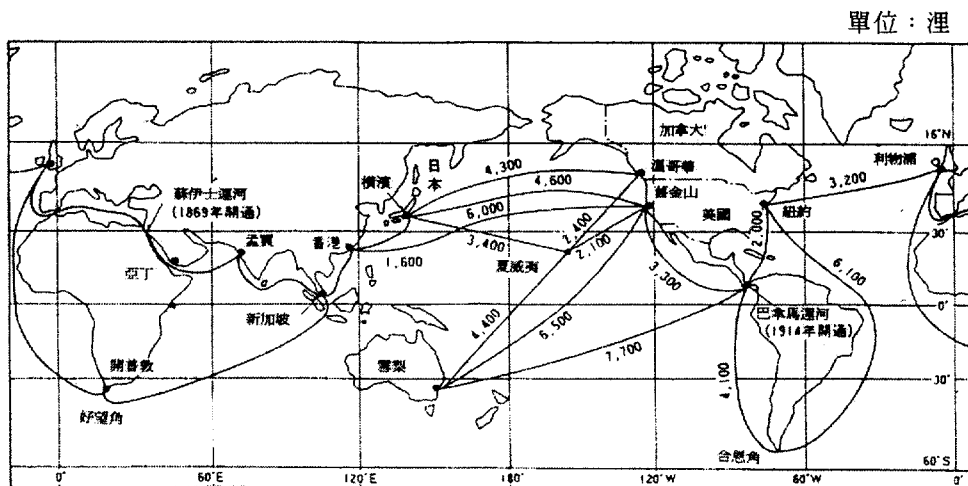 單位：浬
加拿大
16°N
溫哥華
利物浦
日本
橫濱
4,300
4,600
舊金山
3,200
蘇伊士運河
(1869年開通)
6,000
美國
紐約
孟買
香港
3,400
2,400
2,000
30°
1,600
夏威夷
2,100
3,300
6,100
亞丁
新加坡
4,400
6,500
巴拿馬運河
(1914年開通)
0°
7,700
開普敦
雪梨
4,100
30°
好望角
合恩角
60°S
0°
60°E
120°E
180°
120°W
60°W
0°